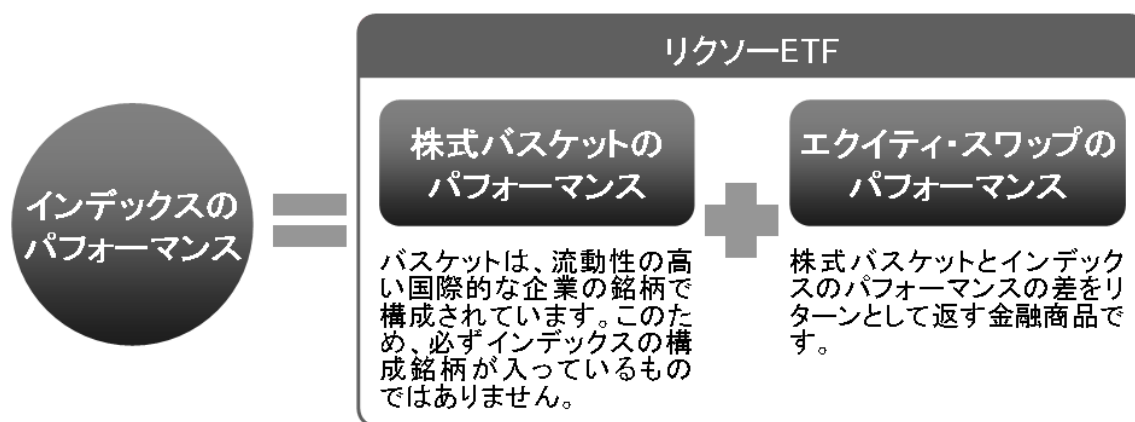 リクソーETF
インデックスの
パフォーマンス
株式バスケットの
パフォーマンス
バスケットは、流動性の高
い国際的な企業の銘柄で
構成されています。このた
め、必ずインデックスの構
成銘柄が入っているもの
ではありません。
エクイティ・スワップの
パフォーマンス
株式バスケットとインデック
スのパフォーマンスの差をリ
ターンとして返す金融商品で
す。